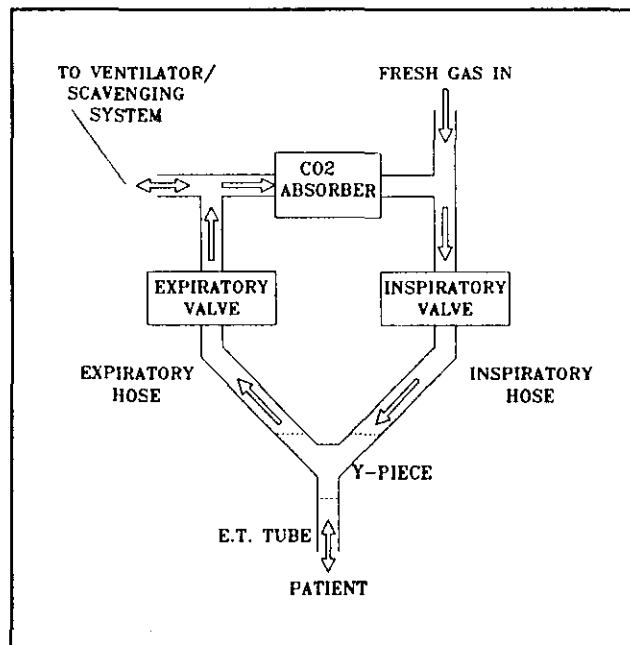 TO VENTILATOR/
SCAVENGING
SYSTEM
FRESH GAS IN
CO2
ABSORBER
EXPIRATORY
VALVE
INSPIRATORY
VALVE
EXPIRATORY
HOSE
INSPIRATORY
HOSE
Y-PIECE
E.T. TUBE
PATIENT